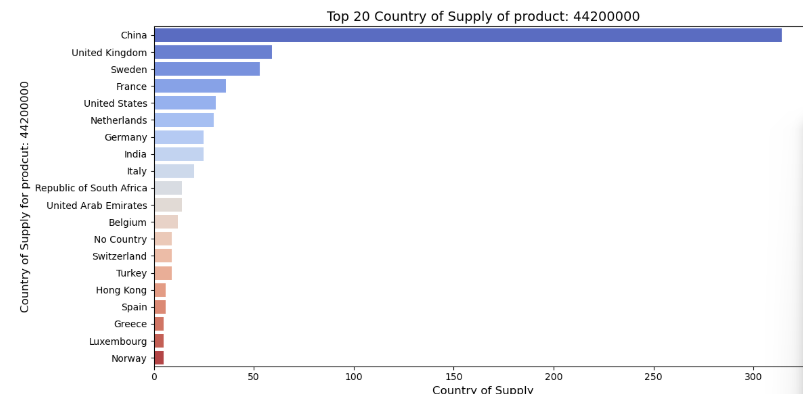 Top 20 Country of Supply of product: 44200000
Country of Supply for prodcut: 44200000
China
United Kingdom
Sweden
France
United States
Netherlands
Germany
India
Italy
Republic of South Africa
United Arab Emirates
Belgium
No Country
Switzerland
Turkey
Hong Kong
Spain
Greece
Luxembourg
Norway
0 50 100 150 200 250 300
Country of Supply